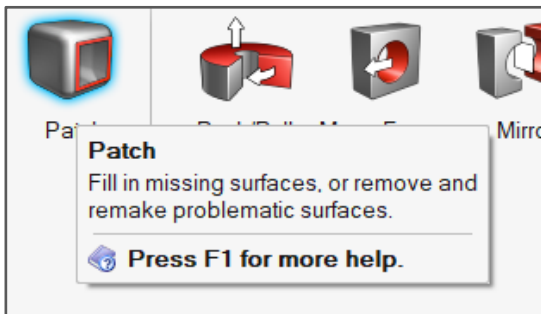 Patch
Fill in missing surfaces, or remove and
remake problematic surfaces.
Press F1 for more help.